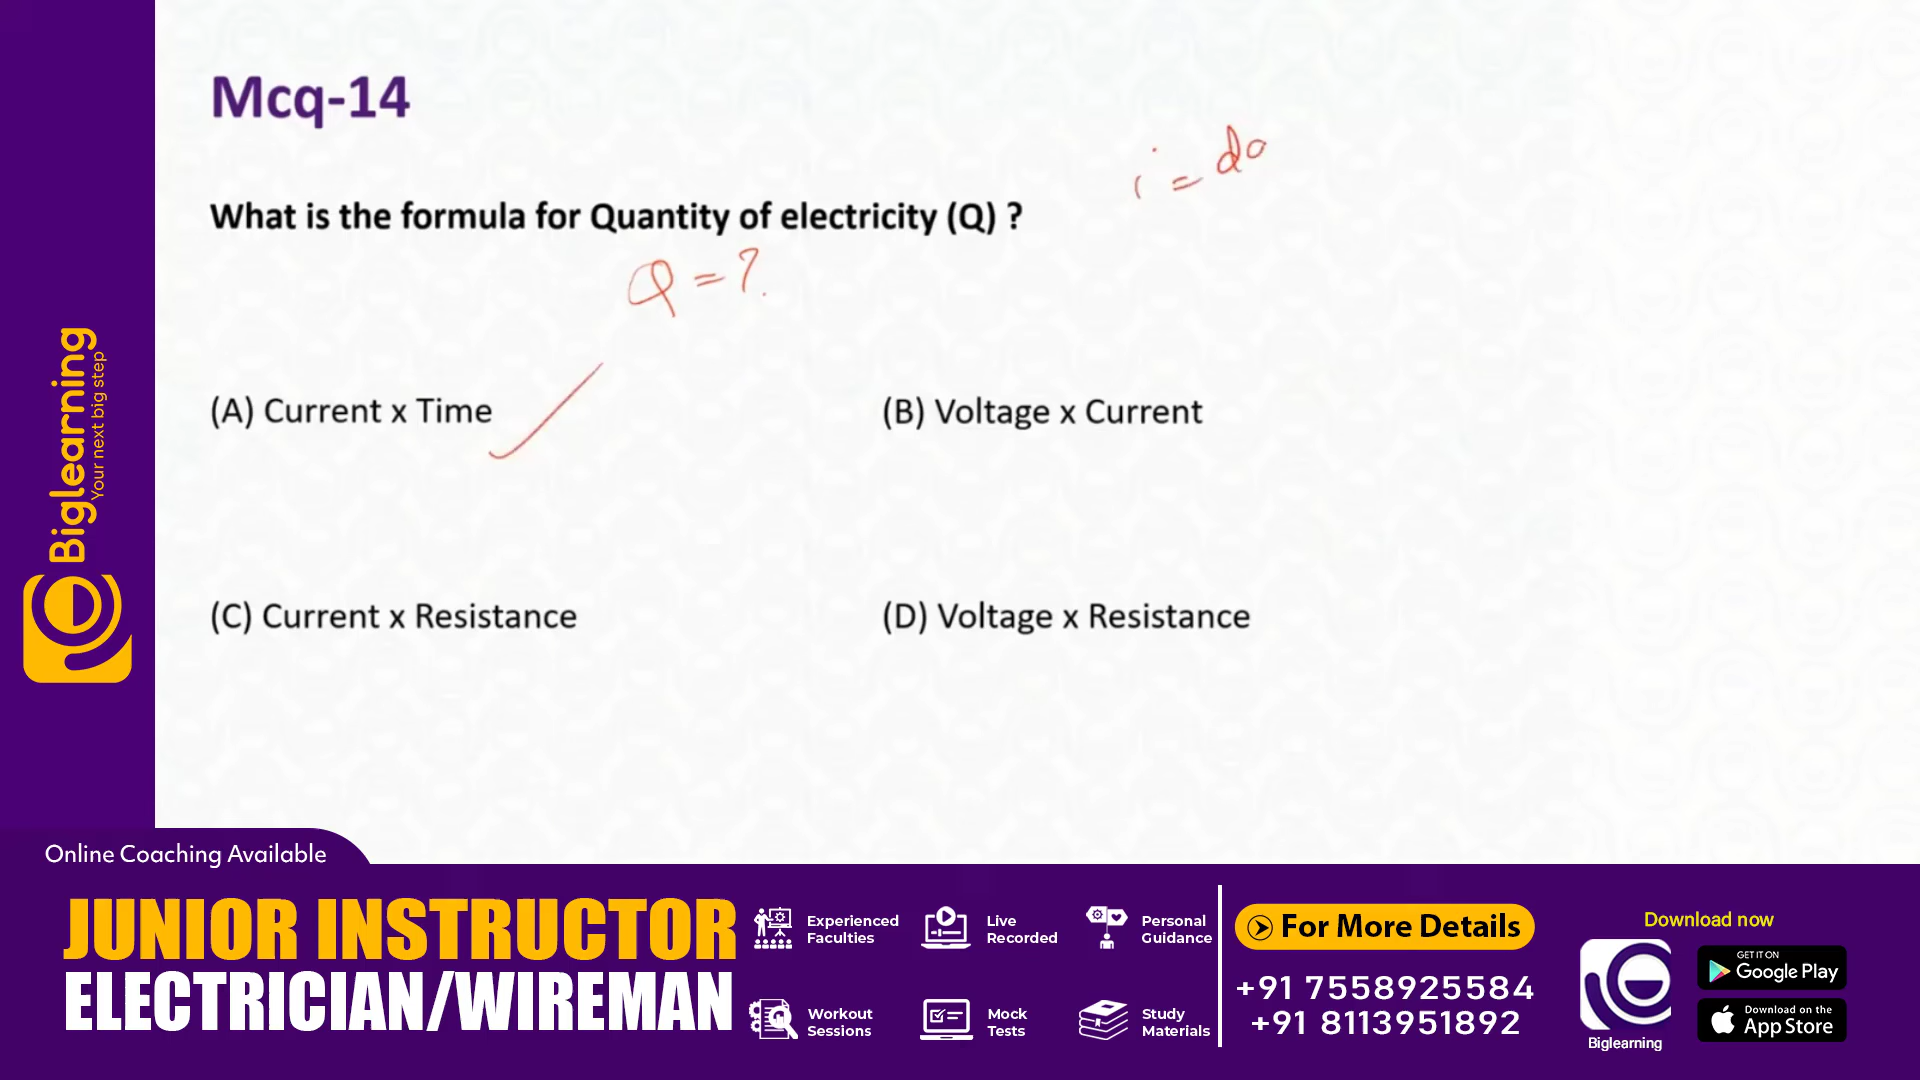 Mcq-14
i = do
What is the formula for Quantity of electricity (Q) ?
Q = ?
(A) Current x Time
(B) Voltage x Current
(C) Current x Resistance
(D) Voltage x Resistance
Biglearning
Your next big step
Online Coaching Available
JUNIOR INSTRUCTOR
ELECTRICIAN/WIREMAN
Experienced
Faculties
Live
Recorded
Personal
Guidance
Workout
Sessions
Mock
Tests
Study
Materials
For More Details
+91 7558925584
+91 8113951892
Download now
Biglearning
GET IT ON
Google Play
Download on the
App Store